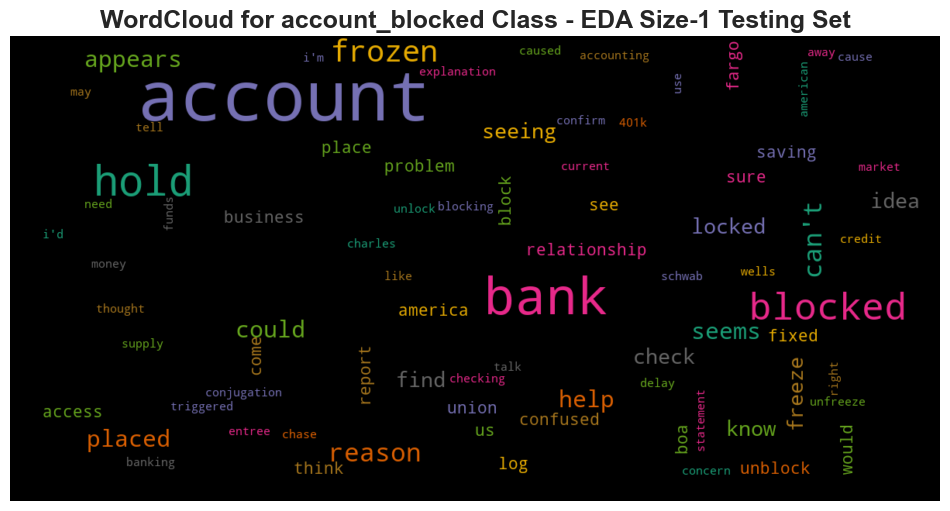 WordCloud for account_blocked Class - EDA Size-1 Testing Set
appears
i'm
frozen
caused
accounting
fargo
away
cause
explanation
may
account
use
american
tell
seeing
confirm
401k
place
problem
current
saving
sure
market
hold
need
funds
business
unlock
blocking
block
see
locked
can't
idea
credit
i'd
charles
relationship
money
like
schwab
wells
thought
america
bank
blocked
supply
could
come
seems
fixed
report
find
checking
talk
check
delay
freeze
right
unfreeze
conjugation
triggered
access
union
help
confused
statement
placed
entree
chase
us
boa
know
would
banking
reason
think
log
concern
unblock